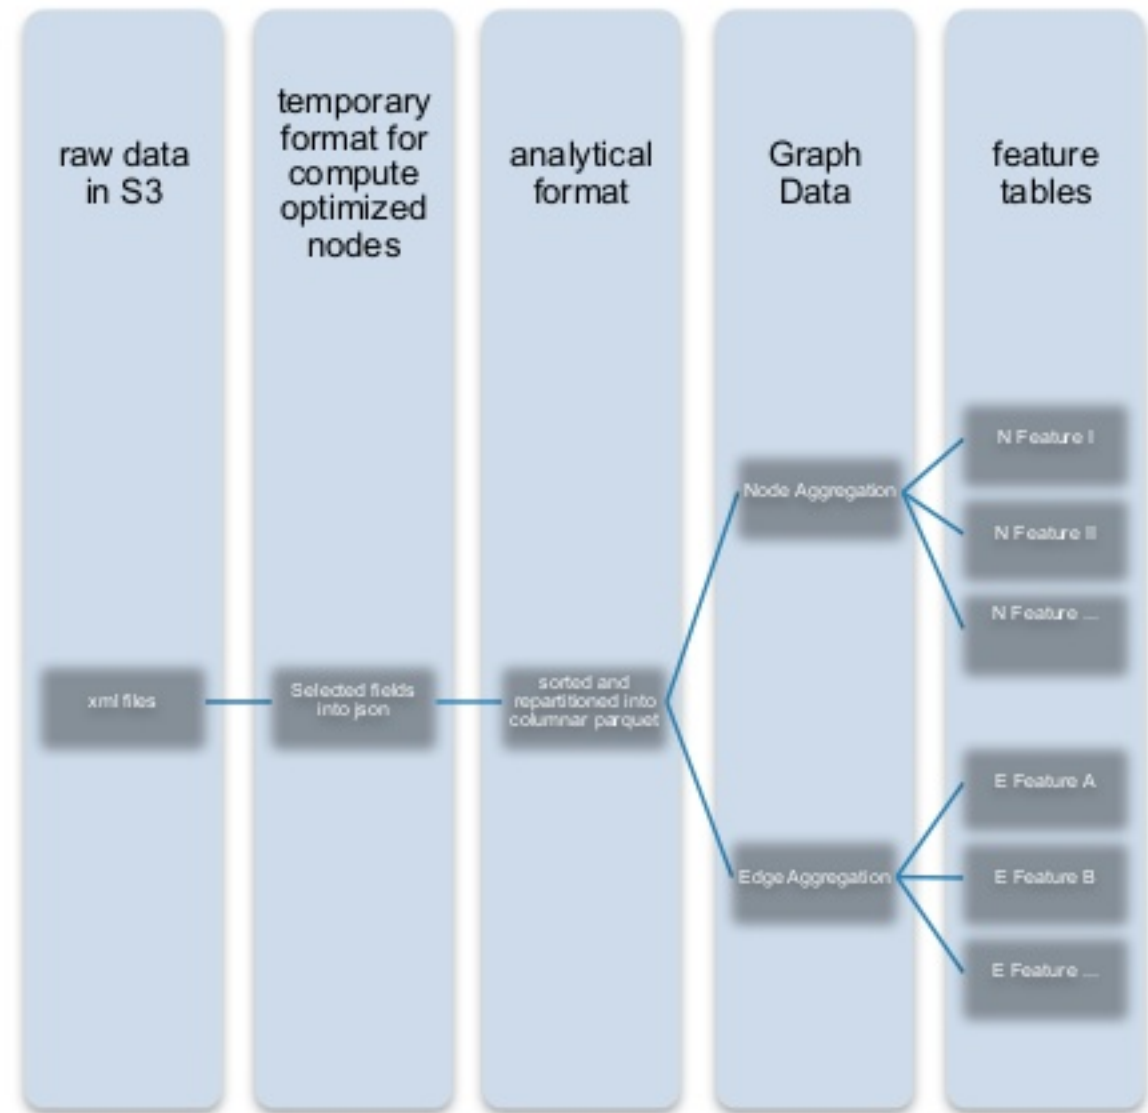 raw data
in S3
temporary
format for
compute
optimized
nodes
analytical
format
Graph
Data
feature
tables
xml files
Selected fields
into json
sorted and
repartitioned into
columnar parquet
Node Aggregation
Edge Aggregation
N Feature I
N Feature II
N Feature ...
E Feature A
E Feature B
E Feature ...